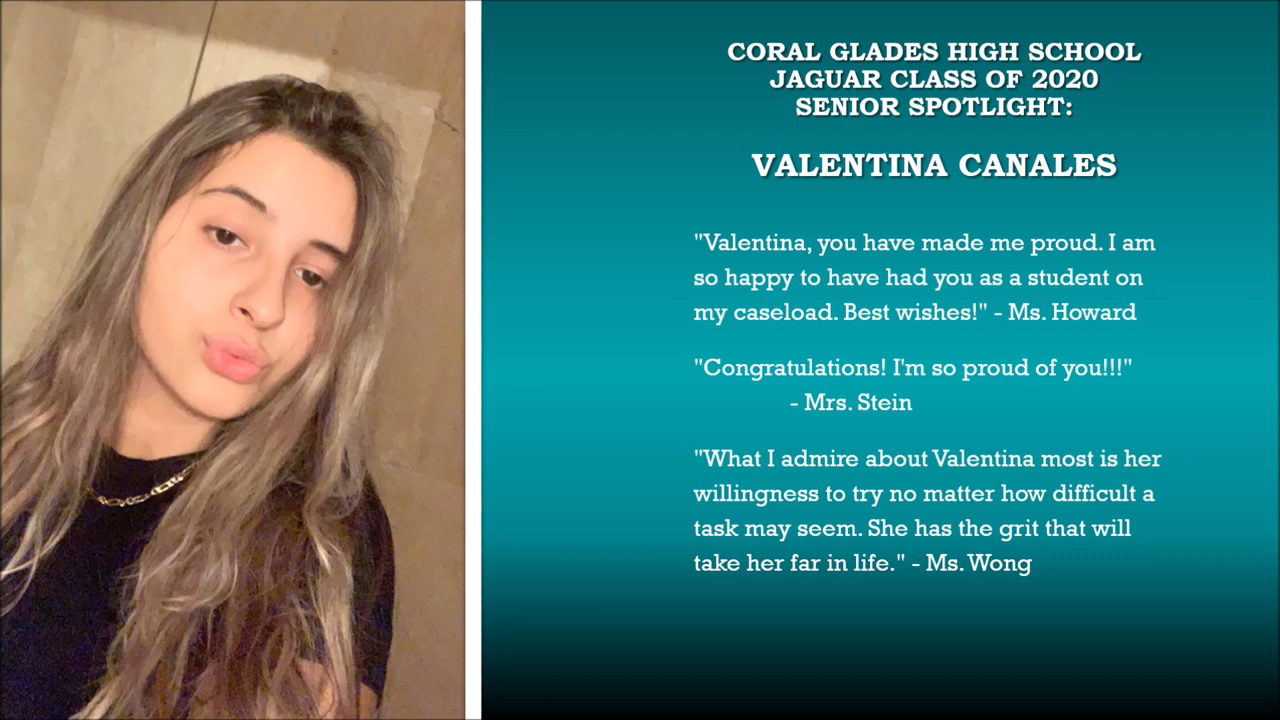 CORAL GLADES HIGH SCHOOL
JAGUAR CLASS OF 2020
SENIOR SPOTLIGHT:
VALENTINA CANALES
"Valentina, you have made me proud. I am
so happy to have had you as a student on
my caseload. Best wishes!" - Ms. Howard
"Congratulations! I'm so proud of you!!!"
- Mrs. Stein
"What I admire about Valentina most is her
willingness to try no matter how difficult a
task may seem. She has the grit that will
take her far in life." - Ms. Wong